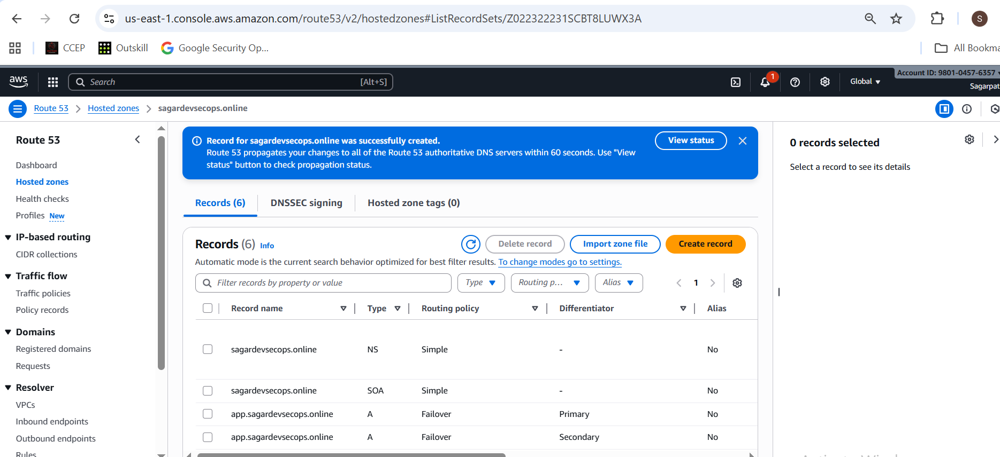 us-east-1.console.aws.amazon.com/route53/v2/hostedzones#ListRecordSets/Z022322231SCBT8LUWX3A
S
CCEP
Outskill
Google Security Op...
All Bookma
aws
Search
[Alt+S]
1
Global
Account ID: 9801-0457-6357
Sagarpat
Route 53
Hosted zones
sagardevsecops.online
Route 53
Dashboard
Hosted zones
Health checks
Profiles New
IP-based routing
CIDR collections
Traffic flow
Traffic policies
Policy records
Domains
Registered domains
Requests
Resolver
VPCs
Inbound endpoints
Outbound endpoints
Rules
Record for sagardevsecops.online was successfully created.
Route 53 propagates your changes to all of the Route 53 authoritative DNS servers within 60 seconds. Use "View
status" button to check propagation status.
View status
Records (6)
DNSSEC signing
Hosted zone tags (0)
Records (6) Info
Delete record
Import zone file
Create record
Automatic mode is the current search behavior optimized for best filter results. To change modes go to settings.
Filter records by property or value
Type
Routing p...
Alias
1
Record name Type Routing policy Differentiator Alias
sagardevsecops.online NS Simple - No
sagardevsecops.online SOA Simple - No
app.sagardevsecops.online A Failover Primary No
app.sagardevsecops.online A Failover Secondary No
0 records selected
Select a record to see its details